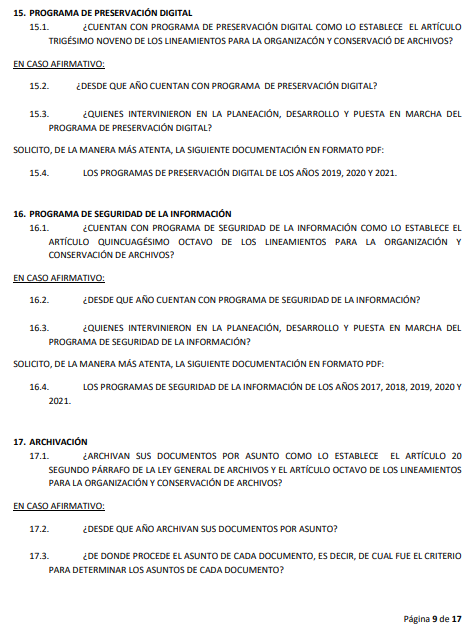 15. PROGRAMA DE PRESERVACIÓN DIGITAL
15.1. ¿CUENTAN CON PROGRAMA DE PRESERVACIÓN DIGITAL COMO LO ESTABLECE EL ARTÍCULO
TRIGÉSIMO NOVENO DE LOS LINEAMIENTOS PARA LA ORGANIZACÓN Y CONSERVACIÓ DE ARCHIVOS?
EN CASO AFIRMATIVO:
15.2. ¿DESDE QUE AÑO CUENTAN CON PROGRAMA DE PRESERVACIÓN DIGITAL?
15.3. ¿QUIENES INTERVINIERON EN LA PLANEACIÓN, DESARROLLO Y PUESTA EN MARCHA DEL
PROGRAMA DE PRESERVACIÓN DIGITAL?
SOLICITO, DE LA MANERA MÁS ATENTA, LA SIGUIENTE DOCUMENTACIÓN EN FORMATO PDF:
15.4. LOS PROGRAMAS DE PRESERVACIÓN DIGITAL DE LOS AÑOS 2019, 2020 Y 2021.
16. PROGRAMA DE SEGURIDAD DE LA INFORMACIÓN
16.1. ¿CUENTAN CON PROGRAMA DE SEGURIDAD DE LA INFORMACIÓN COMO LO ESTABLECE EL
ARTÍCULO QUINCUAGÉSIMO OCTAVO DE LOS LINEAMIENTOS PARA LA ORGANIZACIÓN Y
CONSERVACIÓN DE ARCHIVOS?
EN CASO AFIRMATIVO:
16.2. ¿DESDE QUE AÑO CUENTAN CON PROGRAMA DE SEGURIDAD DE LA INFORMACIÓN?
16.3. ¿QUIENES INTERVINIERON EN LA PLANEACIÓN, DESARROLLO Y PUESTA EN MARCHA DEL
PROGRAMA DE SEGURIDAD DE LA INFORMACIÓN?
SOLICITO, DE LA MANERA MÁS ATENTA, LA SIGUIENTE DOCUMENTACIÓN EN FORMATO PDF:
16.4. LOS PROGRAMAS DE SEGURIDAD DE LA INFORMACIÓN DE LOS AÑOS 2017, 2018, 2019, 2020 Y
2021.
17. ARCHIVACIÓN
17.1. ¿ARCHIVAN SUS DOCUMENTOS POR ASUNTO COMO LO ESTABLECE EL ARTÍCULO 20
SEGUNDO PÁRRAFO DE LA LEY GENERAL DE ARCHIVOS Y EL ARTÍCULO OCTAVO DE LOS LINEAMIENTOS
PARA LA ORGANIZACIÓN Y CONSERVACIÓN DE ARCHIVOS?
EN CASO AFIRMATIVO:
17.2. ¿DESDE QUE AÑO ARCHIVAN SUS DOCUMENTOS POR ASUNTO?
17.3. ¿DE DONDE PROCEDE EL ASUNTO DE CADA DOCUMENTO, ES DECIR, DE CUAL FUE EL CRITERIO
PARA DETERMINAR LOS ASUNTOS DE CADA DOCUMENTO?
Página 9 de 17